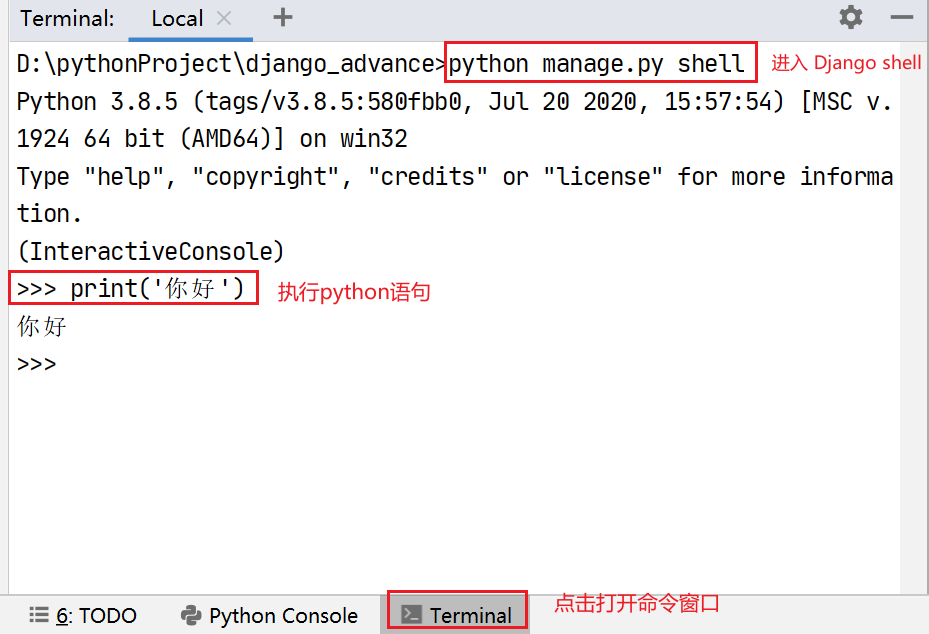 Terminal: Local
D:\pythonProject\django_advance>python manage.py shell 进入 Django shell
Python 3.8.5 (tags/v3.8.5:580fbb0, Jul 20 2020, 15:57:54) [MSC v.
1924 64 bit (AMD64)] on win32
Type "help", "copyright", "credits" or "license" for more informa
tion.
(InteractiveConsole)
>>> print('你好') 执行python语句
你好
>>>
点击打开命令窗口
6: TODO Python Console Terminal